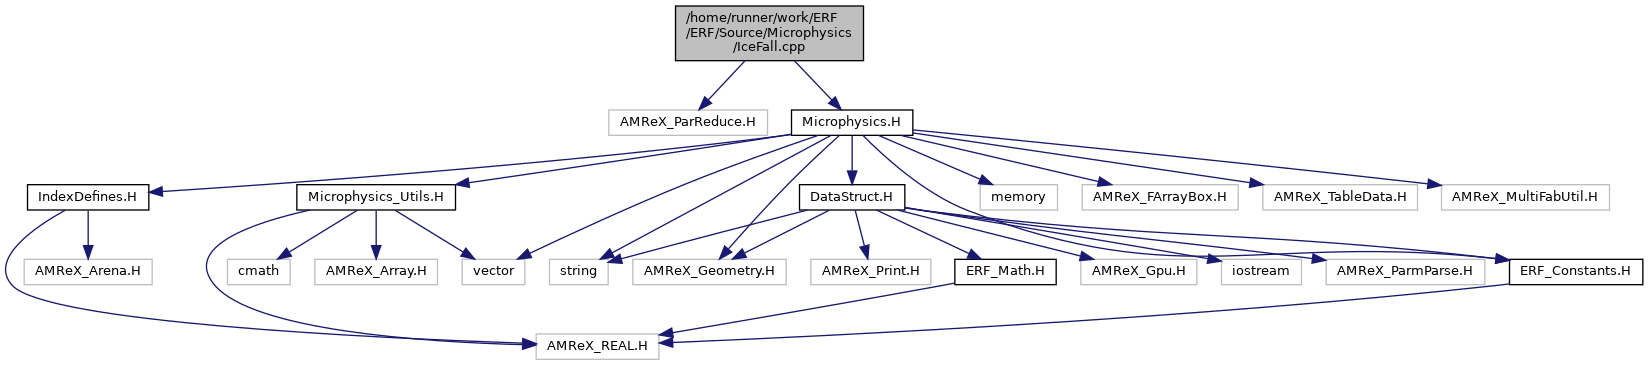 /home/runner/work/ERF
/ERF/Source/Microphysics
/IceFall.cpp
AMReX_ParReduce.H
Microphysics.H
IndexDefines.H
Microphysics_Utils.H
DataStruct.H
memory
AMReX_FArrayBox.H
AMReX_TableData.H
AMReX_MultiFabUtil.H
AMReX_Arena.H
cmath
AMReX_Array.H
vector
string
AMReX_Geometry.H
AMReX_Print.H
ERF_Math.H
AMReX_Gpu.H
iostream
AMReX_ParmParse.H
ERF_Constants.H
AMReX_REAL.H